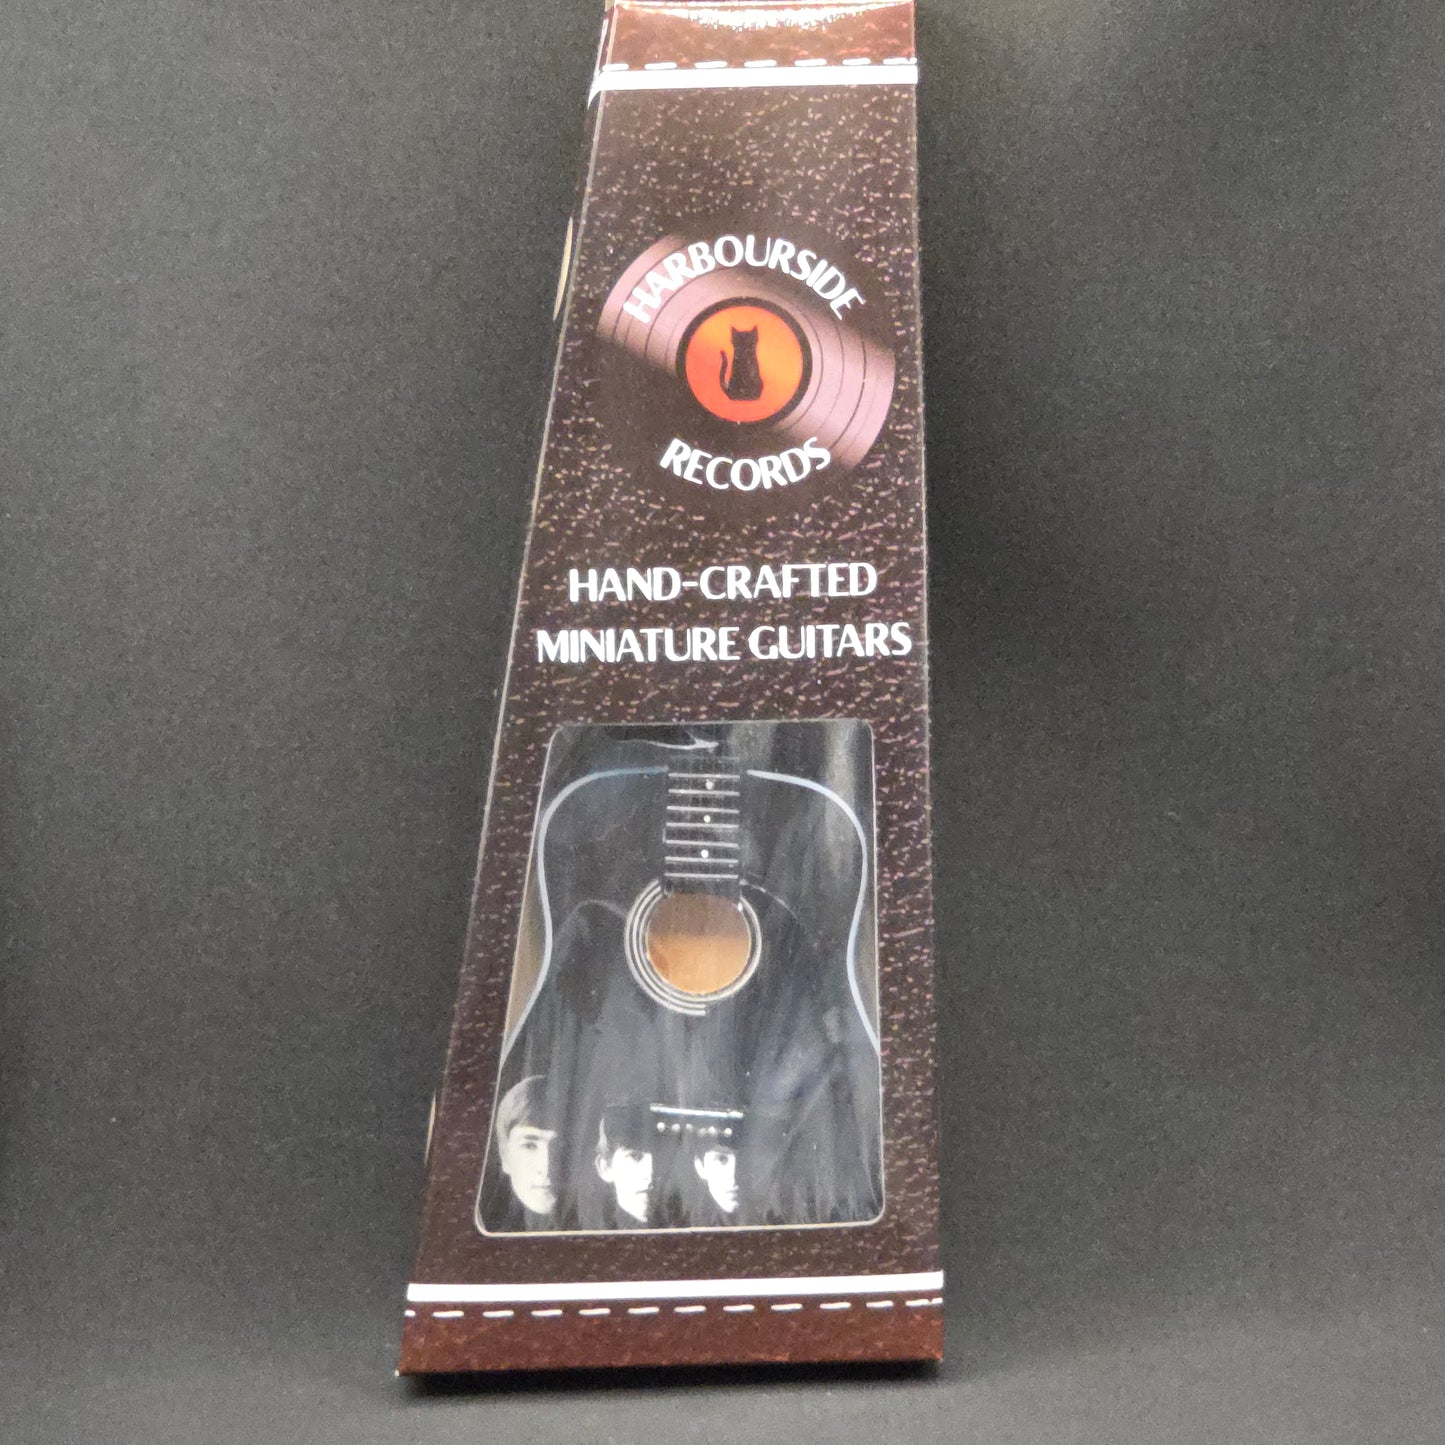 HARBOURSIDE
RECORDS
HAND-CRAFTED
MINIATURE GUITARS